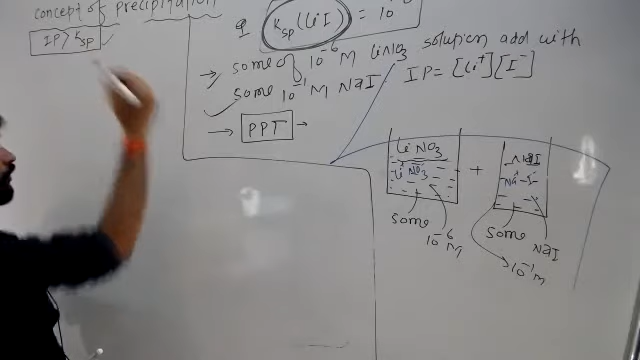 concept of precipitation
IP > Ksp
Q Ksp (LiI) = 10
→ some of 10⁻⁶ M LiNO3 solution add with
some 10⁻¹ M NaI
→ PPT →
IP = [Li⁺][I⁻]
LiNO3
LiNO3
some
10⁻⁶ M
+
NaI
Na⁺ I⁻
some
NaI
10⁻¹ M